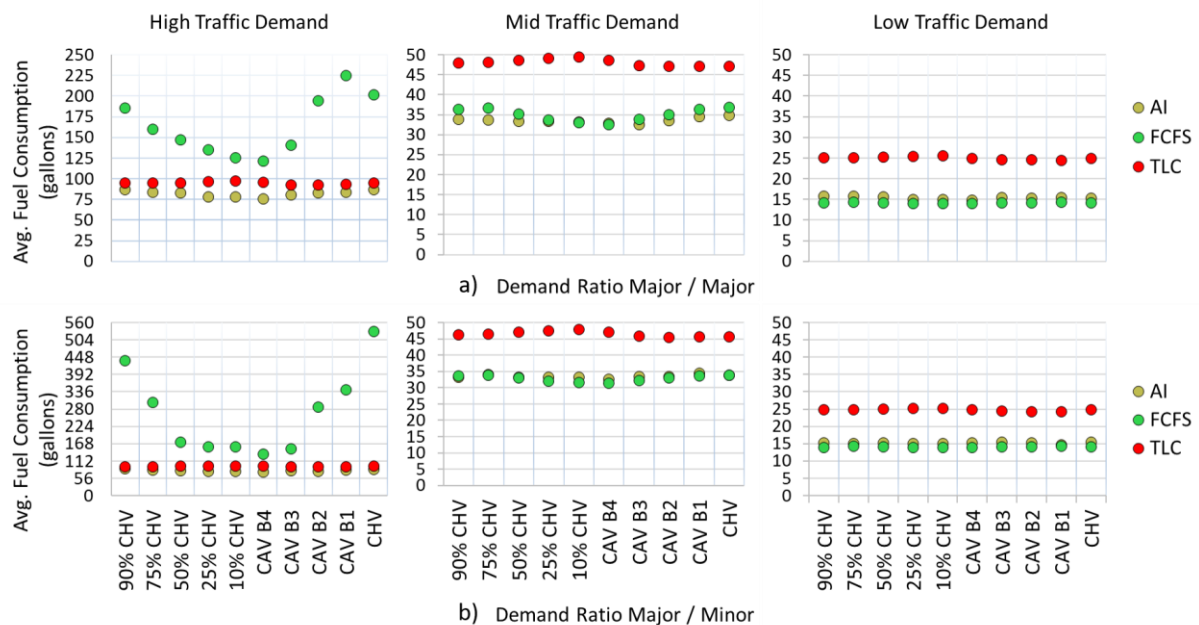 High Traffic Demand
Mid Traffic Demand
Low Traffic Demand
Avg. Fuel Consumption
(gallons)
250
225
200
175
150
125
100
75
50
25
0
50
45
40
35
30
25
20
15
10
5
0
50
45
40
35
30
25
20
15
10
5
0
AI
FCFS
TLC
a) Demand Ratio Major / Major
Avg. Fuel Consumption
(gallons)
560
504
448
392
336
280
224
168
112
56
0
50
45
40
35
30
25
20
15
10
5
0
50
45
40
35
30
25
20
15
10
5
0
AI
FCFS
TLC
90% CHV
75% CHV
50% CHV
25% CHV
10% CHV
CAV B4
CAV B3
CAV B2
CAV B1
CHV
90% CHV
75% CHV
50% CHV
25% CHV
10% CHV
CAV B4
CAV B3
CAV B2
CAV B1
CHV
90% CHV
75% CHV
50% CHV
25% CHV
10% CHV
CAV B4
CAV B3
CAV B2
CAV B1
CHV
b) Demand Ratio Major / Minor